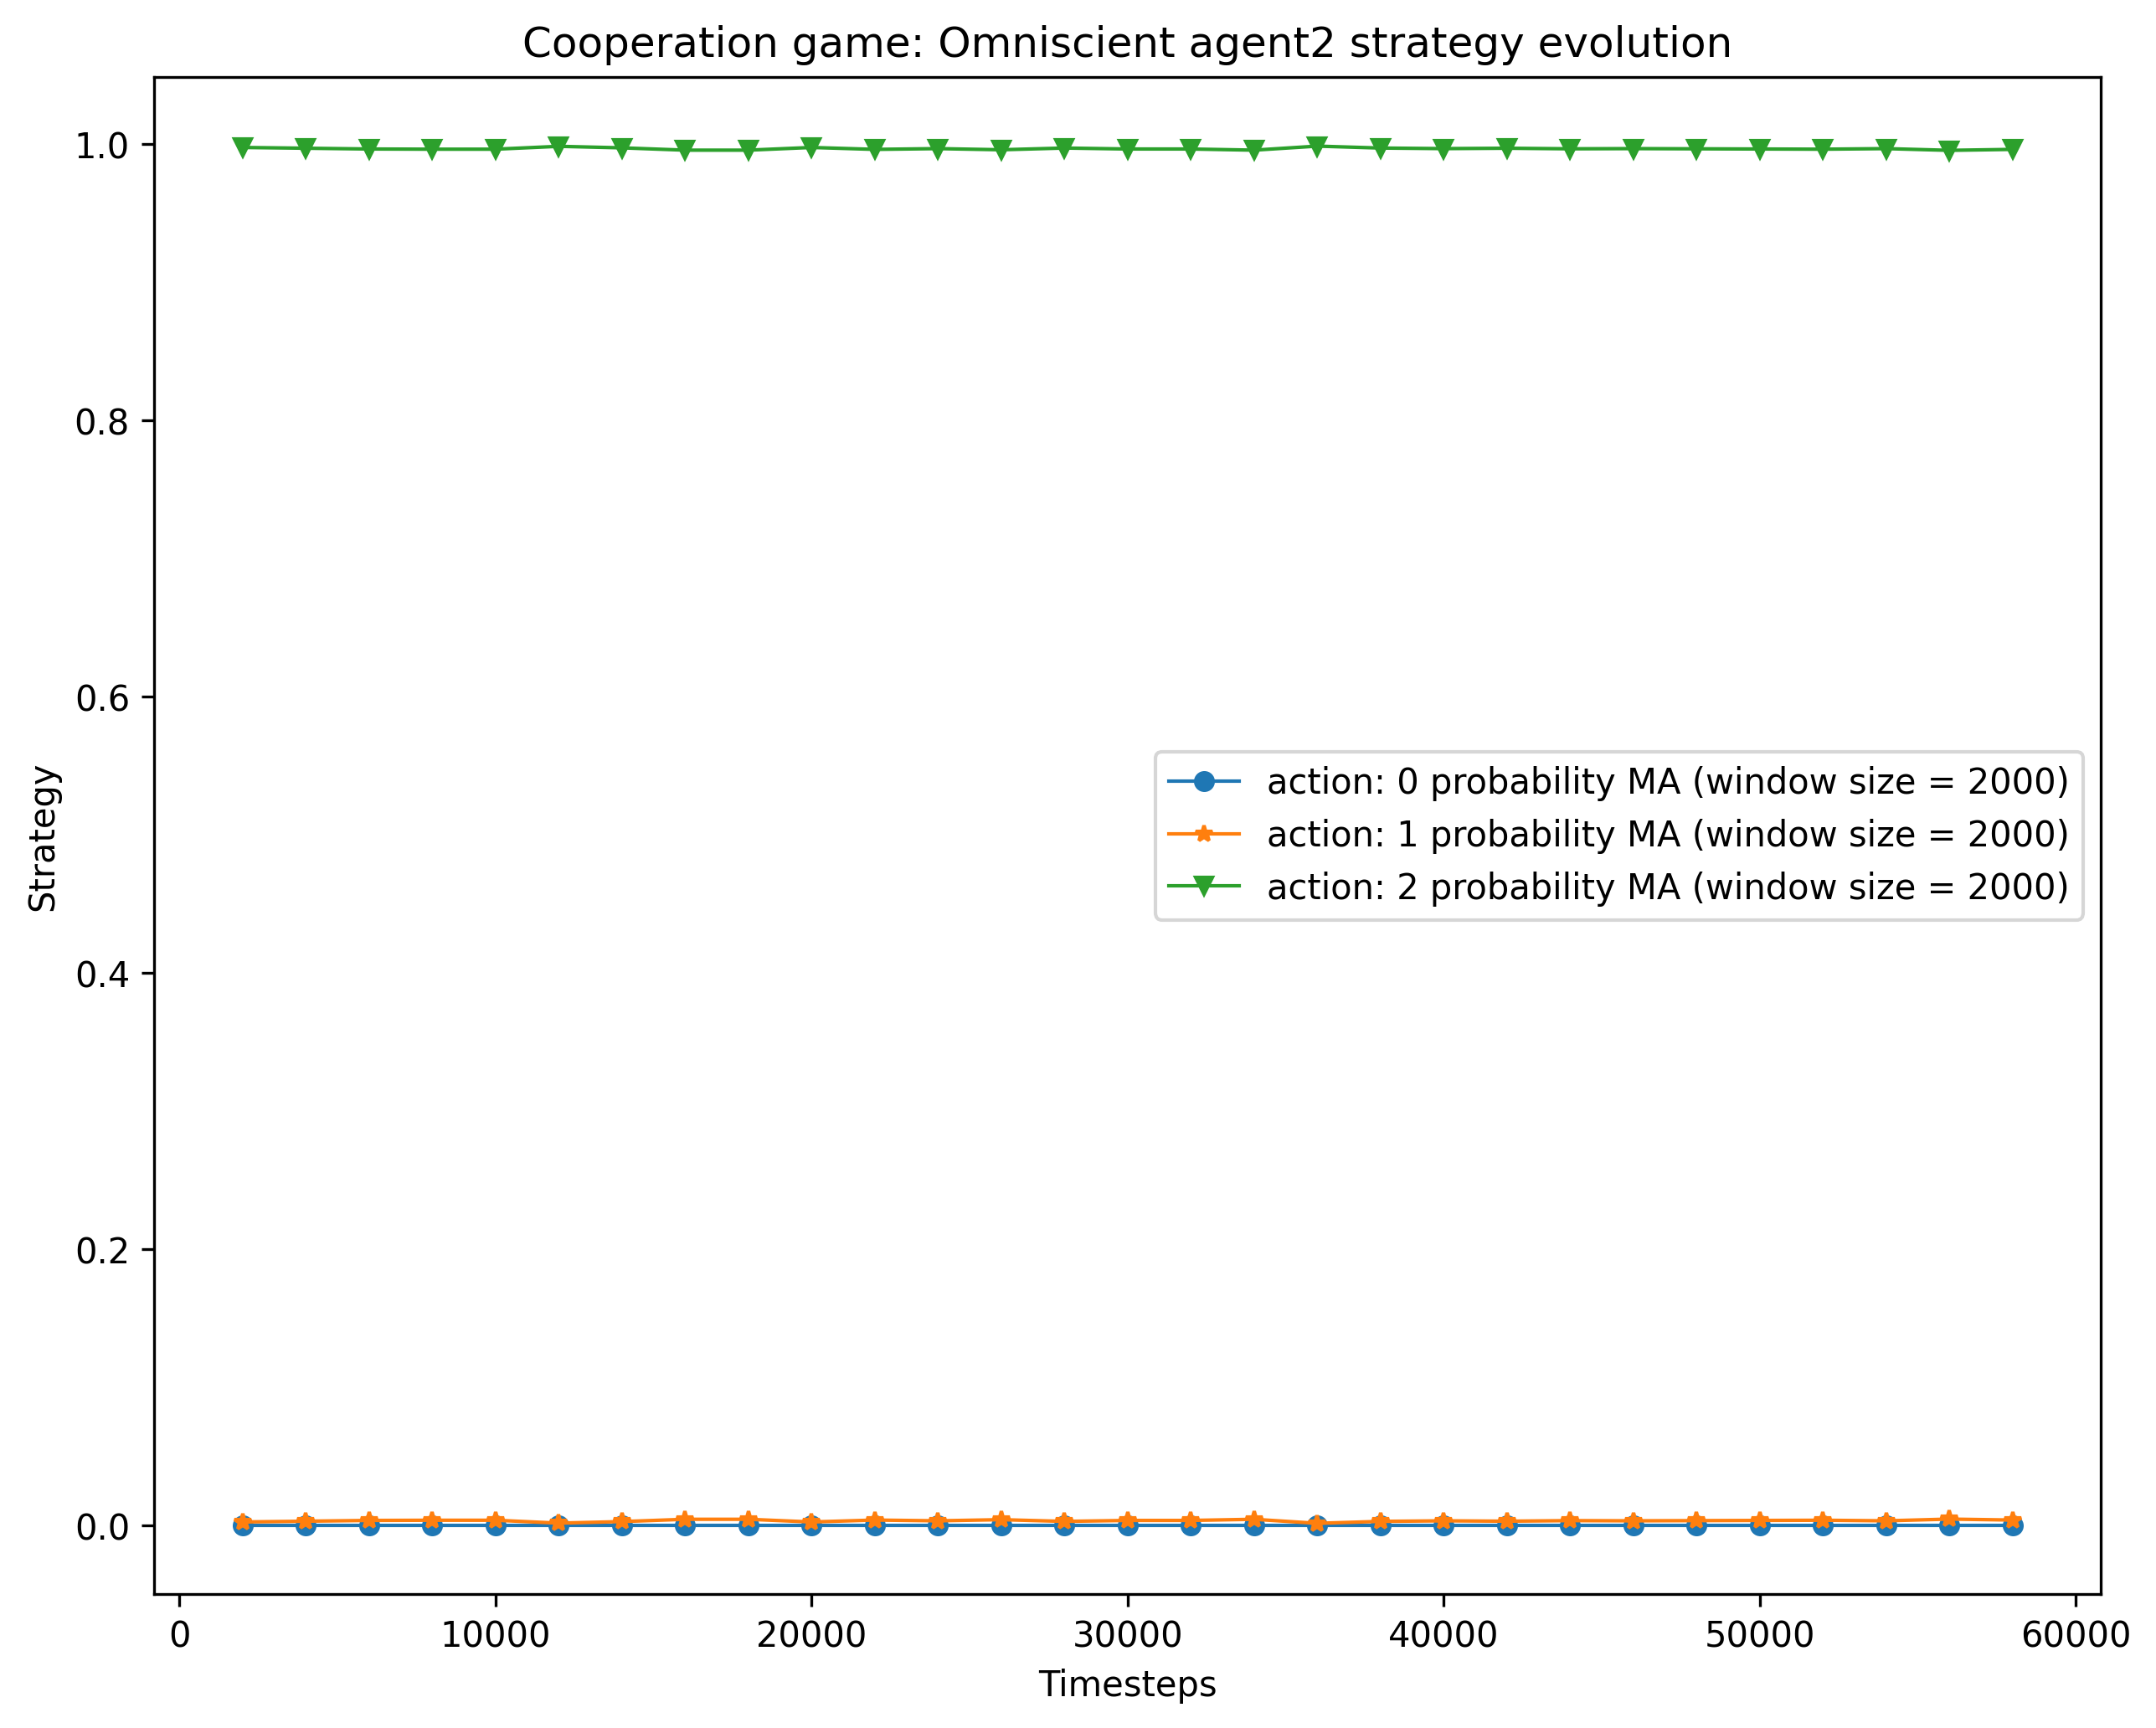 Cooperation game: Omniscient agent2 strategy evolution
1.0
0.8
0.6
0.4
0.2
0.0
Strategy
action: 0 probability MA (window size = 2000)
action: 1 probability MA (window size = 2000)
action: 2 probability MA (window size = 2000)
0 10000 20000 30000 40000 50000 60000
Timesteps